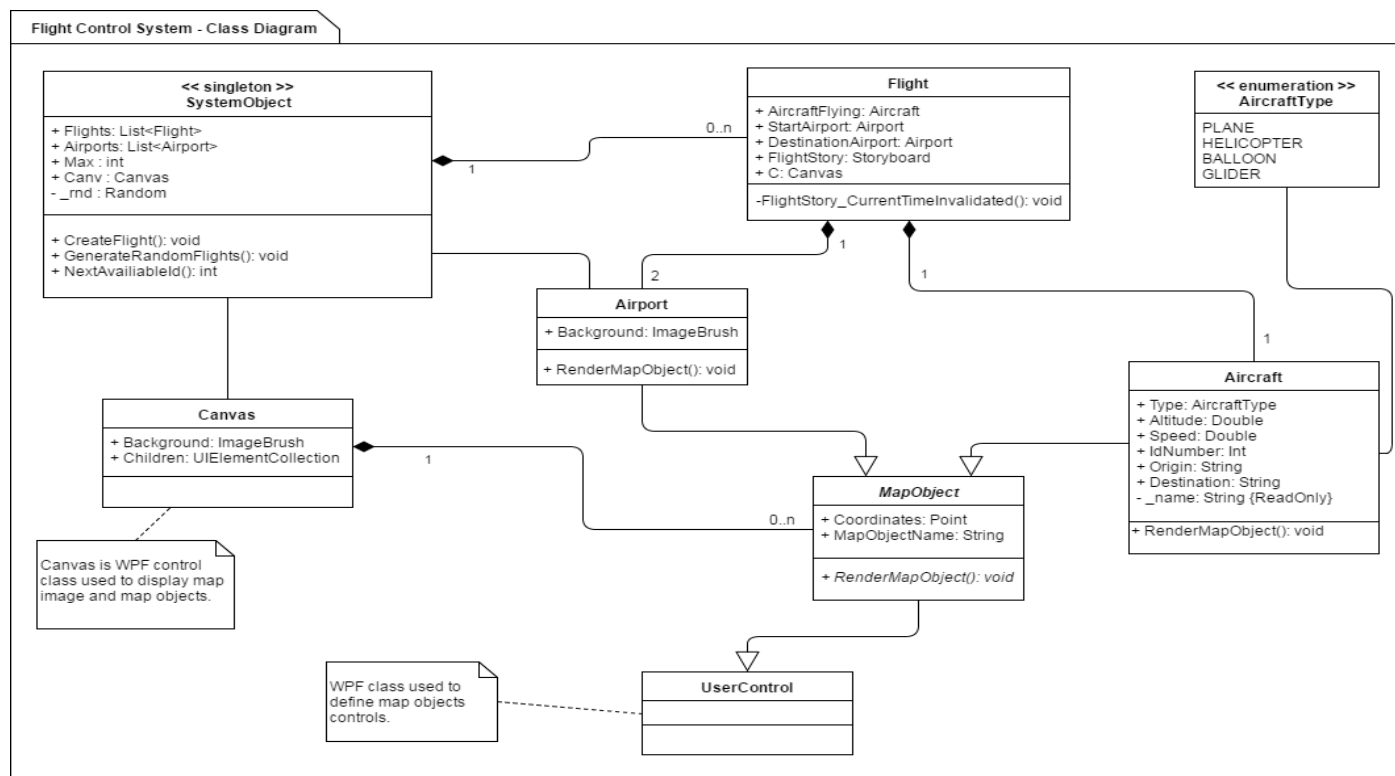 Flight Control System - Class Diagram
<< singleton >>
SystemObject
+ Flights: List<Flight>
+ Airports: List<Airport>
+ Max : int
+ Canv : Canvas
- _rnd : Random
+ CreateFlight(): void
+ GenerateRandomFlights(): void
+ NextAvailiableId(): int
1
0..n
Flight
+ AircraftFlying: Aircraft
+ StartAirport: Airport
+ DestinationAirport: Airport
+ FlightStory: Storyboard
+ C: Canvas
-FlightStory_CurrentTimeInvalidated(): void
<< enumeration >>
AircraftType
PLANE
HELICOPTER
BALLOON
GLIDER
1
2
1
1
Airport
+ Background: ImageBrush
+ RenderMapObject(): void
Aircraft
+ Type: AircraftType
+ Altitude: Double
+ Speed: Double
+ IdNumber: Int
+ Origin: String
+ Destination: String
- _name: String {ReadOnly}
+ RenderMapObject(): void
Canvas
+ Background: ImageBrush
+ Children: UIElementCollection
1
0..n
MapObject
+ Coordinates: Point
+ MapObjectName: String
+ RenderMapObject(): void
Canvas is WPF control
class used to display map
image and map objects.
WPF class used to
define map objects
controls.
UserControl